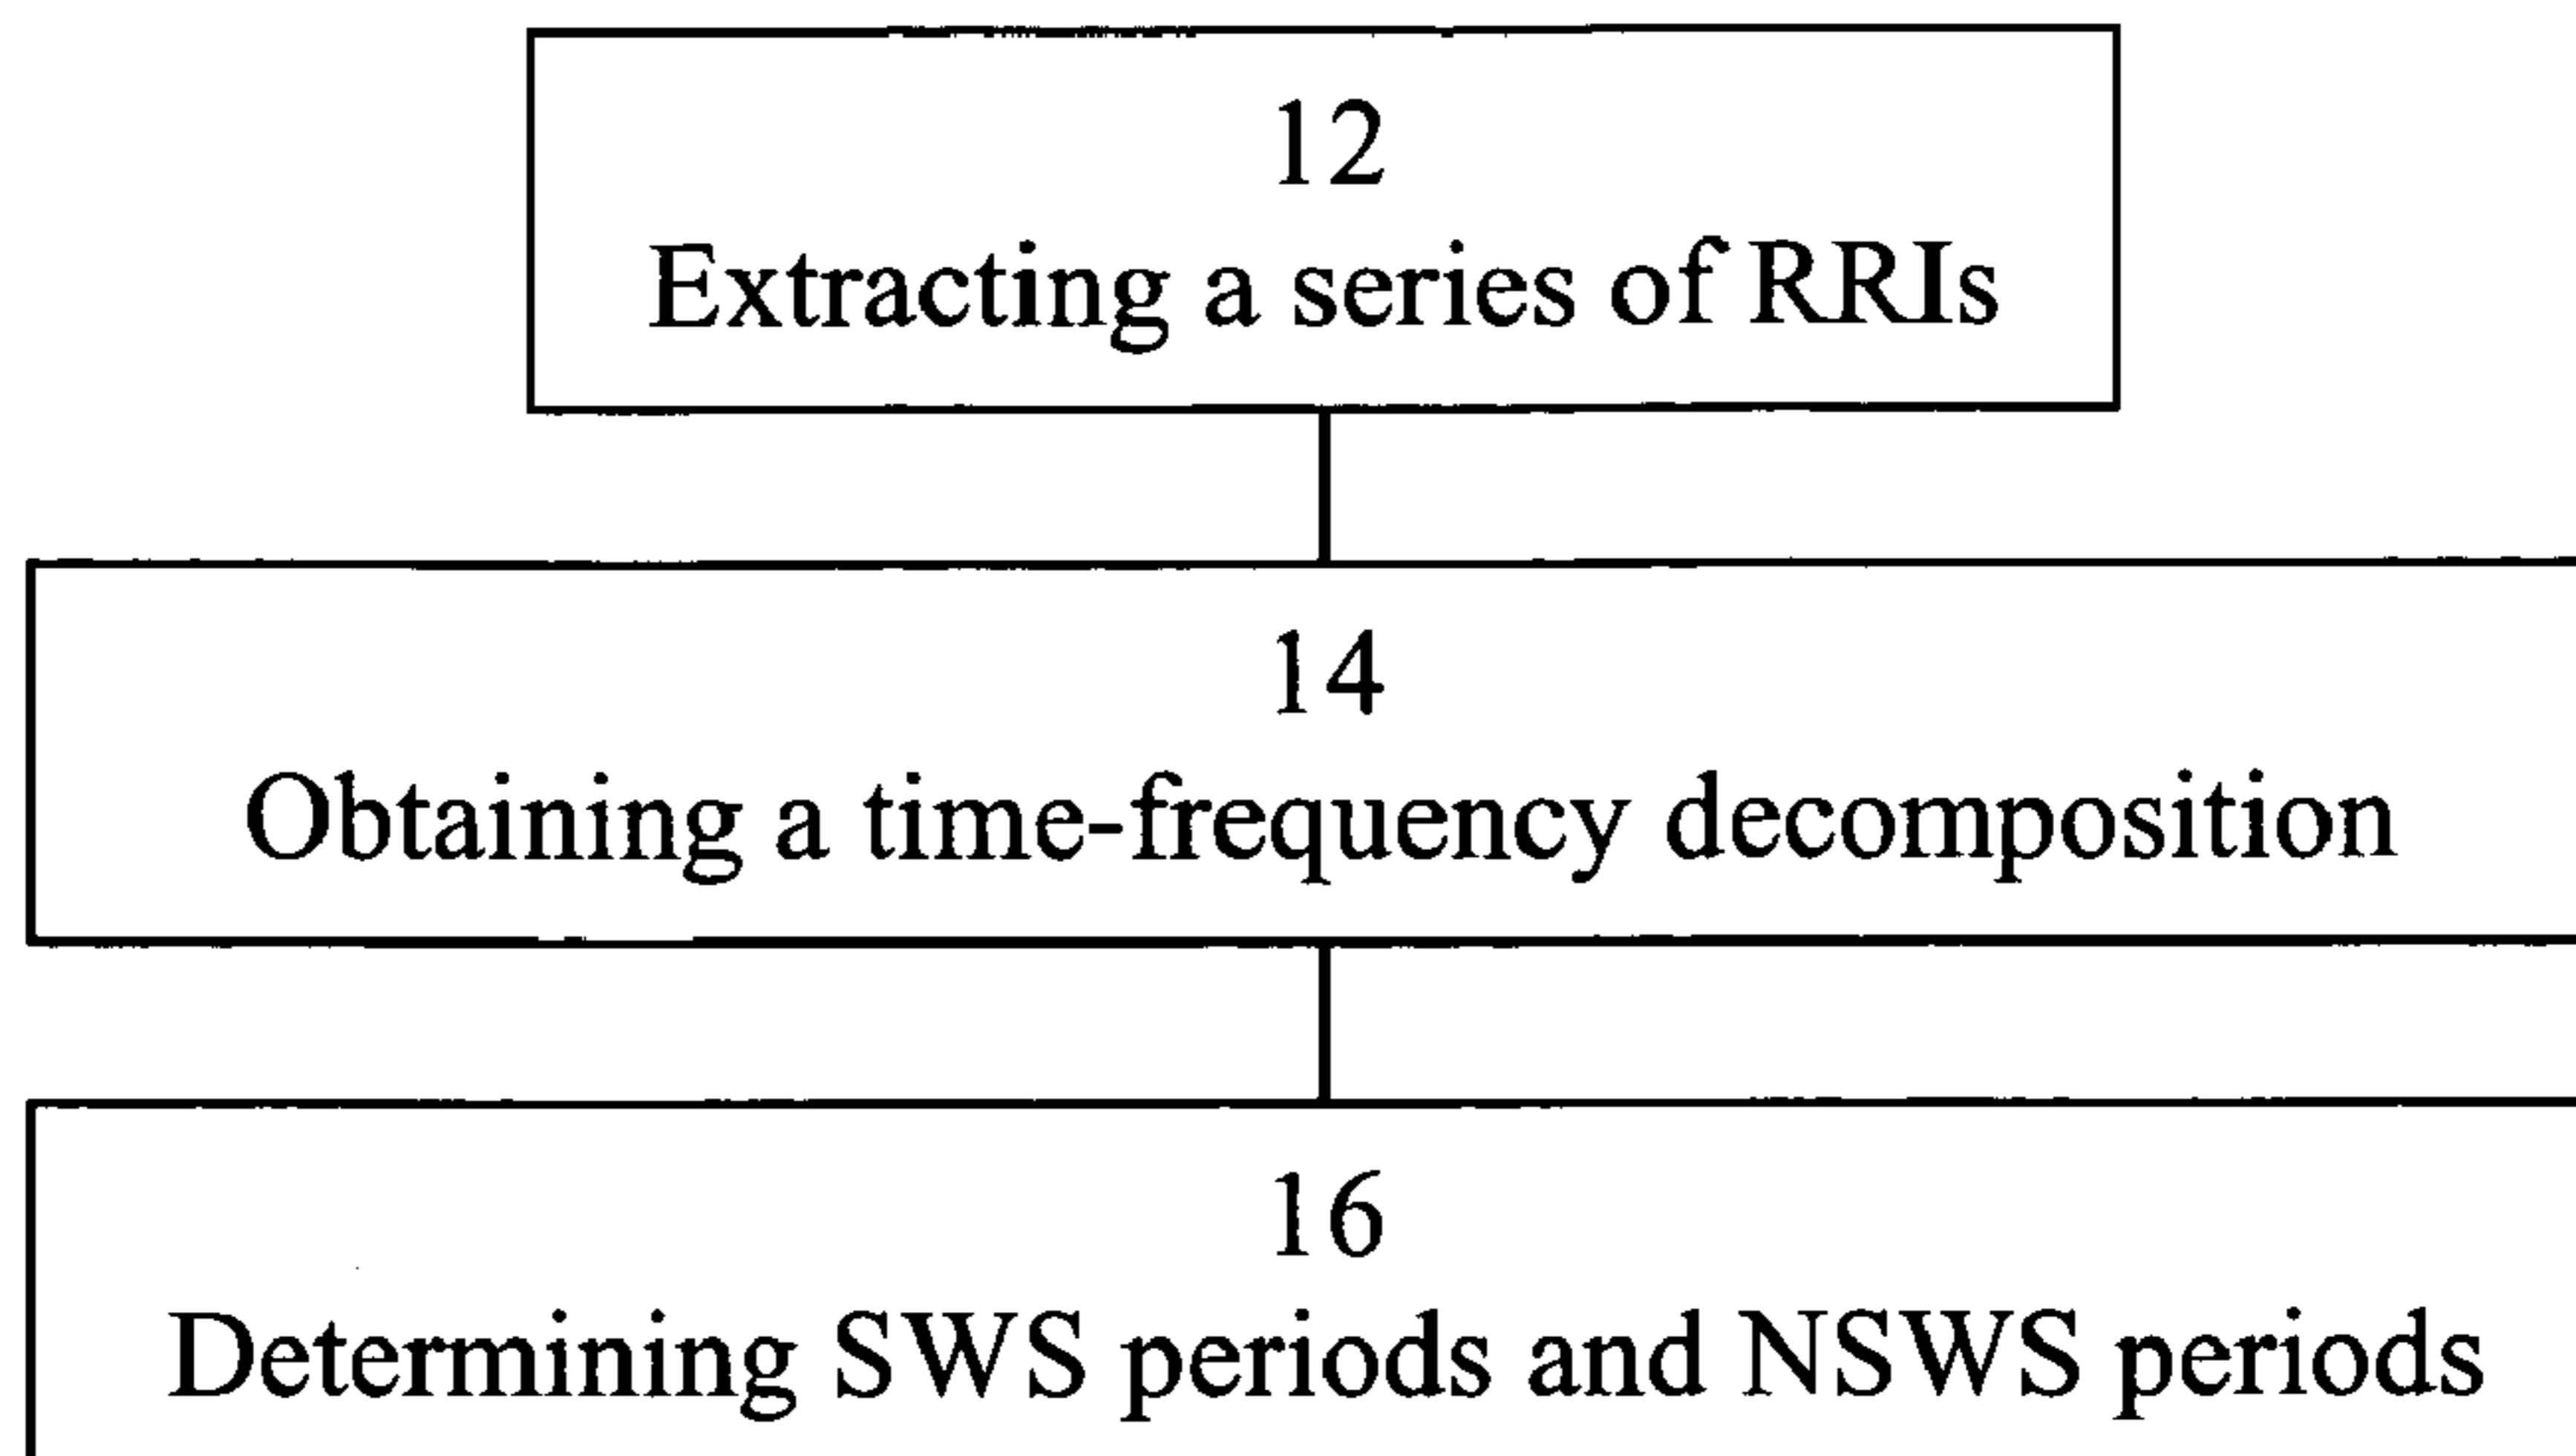 12
Extracting a series of RRIs
14
Obtaining a time-frequency decomposition
16
Determining SWS periods and NSWS periods